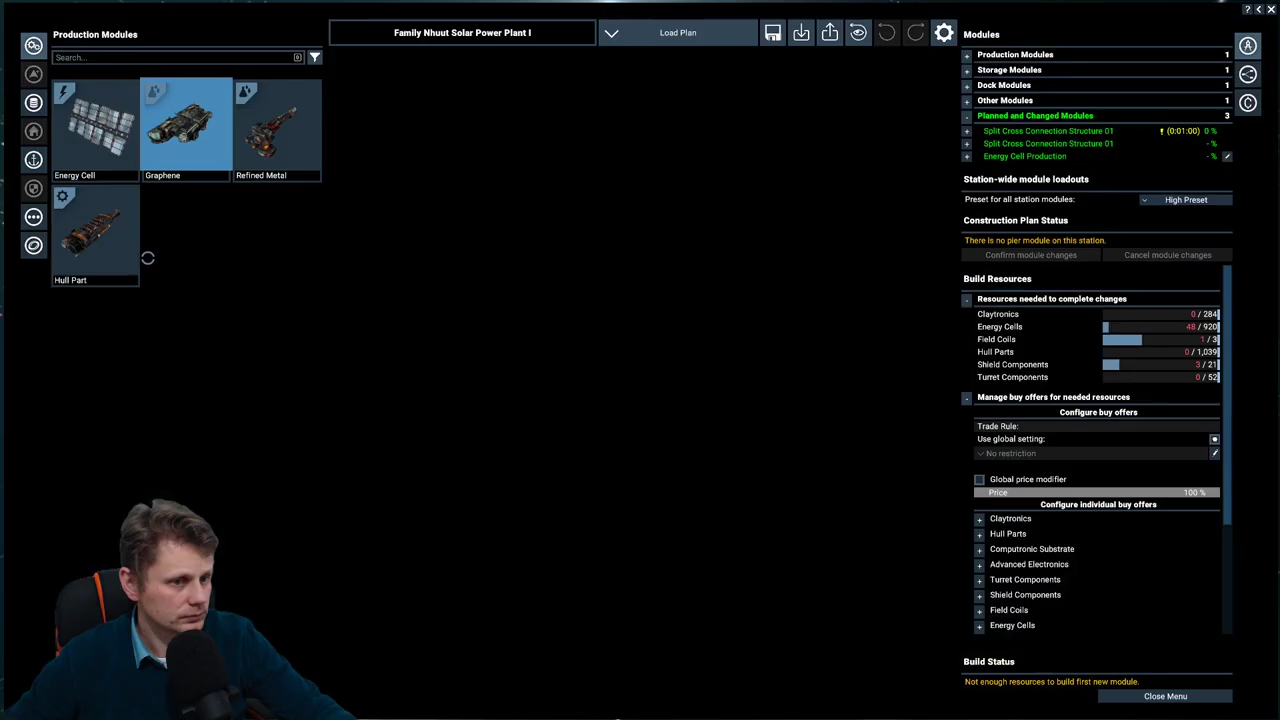 Production Modules
Search...
Energy Cell
Graphene
Refined Metal
Hull Part
Family Nhuut Solar Power Plant I
Load Plan
Modules
Production Modules 1
Storage Modules 1
Dock Modules 1
Other Modules 1
Planned and Changed Modules 3
Split Cross Connection Structure 01 ! (0:01:00) 0 %
Split Cross Connection Structure 01 - %
Energy Cell Production - %
Station-wide module loadouts
Preset for all station modules: High Preset
Construction Plan Status
There is no pier module on this station.
Confirm module changes Cancel module changes
Build Resources
Resources needed to complete changes
Claytronics 0 / 284
Energy Cells 48 / 920
Field Coils 1 / 3
Hull Parts 0 / 1,039
Shield Components 3 / 21
Turret Components 0 / 52
Manage buy offers for needed resources
Configure buy offers
Trade Rule:
Use global setting:
No restriction
Global price modifier
Price 100 %
Configure individual buy offers
Claytronics
Hull Parts
Computronic Substrate
Advanced Electronics
Turret Components
Shield Components
Field Coils
Energy Cells
Build Status
Not enough resources to build first new module.
Close Menu